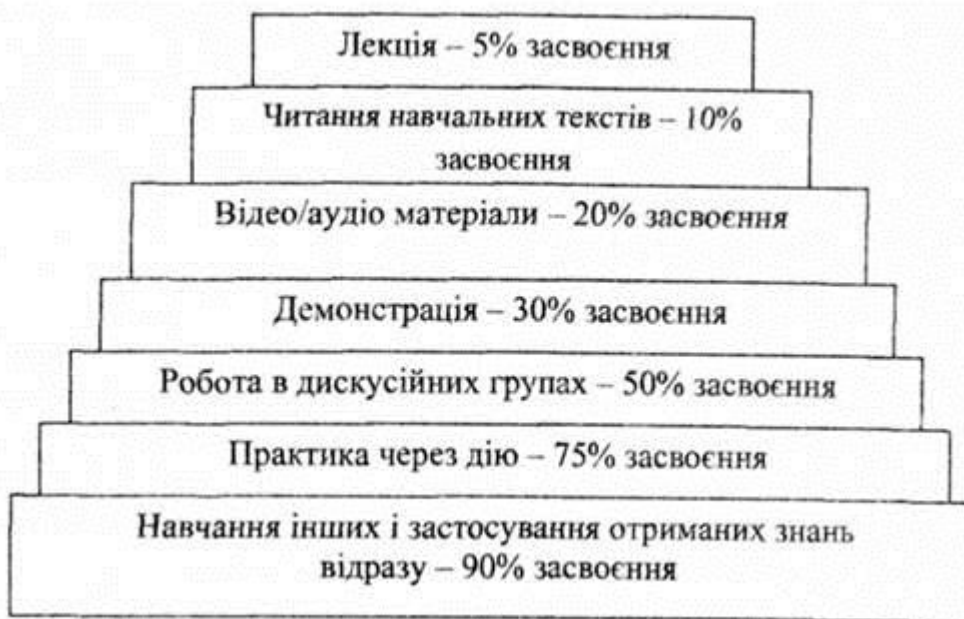 Лекція – 5% засвоєння
Читання навчальних текстів – 10%
засвоєння
Відео/аудіо матеріали – 20% засвоєння
Демонстрація – 30% засвоєння
Робота в дискусійних групах – 50% засвоєння
Практика через дію – 75% засвоєння
Навчання інших і застосування отриманих знань
відразу – 90% засвоєння